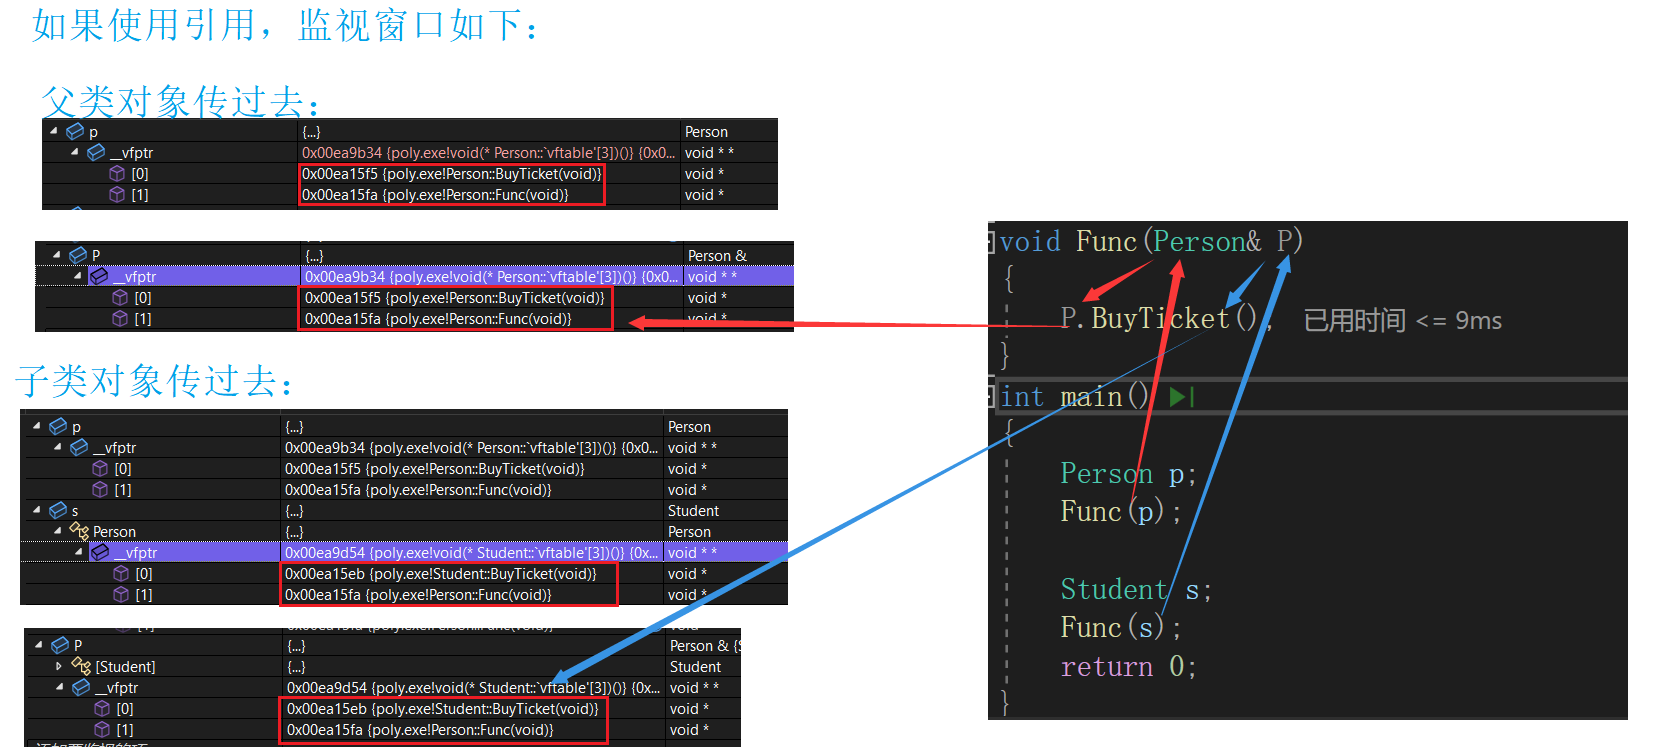 如果使用引用，监视窗口如下：
父类对象传过去：
p {...} Person
__vfptr 0x00ea9b34 {poly.exe!void(* Person::`vftable'[3])()} {0x0... void * *
[0] 0x00ea15f5 {poly.exe!Person::BuyTicket(void)} void *
[1] 0x00ea15fa {poly.exe!Person::Func(void)} void *
P {...} Person &
__vfptr 0x00ea9b34 {poly.exe!void(* Person::`vftable'[3])()} {0x0... void * *
[0] 0x00ea15f5 {poly.exe!Person::BuyTicket(void)} void *
[1] 0x00ea15fa {poly.exe!Person::Func(void)} void *
子类对象传过去：
p {...} Person
__vfptr 0x00ea9b34 {poly.exe!void(* Person::`vftable'[3])()} {0x0... void * *
[0] 0x00ea15f5 {poly.exe!Person::BuyTicket(void)} void *
[1] 0x00ea15fa {poly.exe!Person::Func(void)} void *
s {...} Student
Person {...} Person
__vfptr 0x00ea9d54 {poly.exe!void(* Student::`vftable'[3])()} {0x... void * *
[0] 0x00ea15eb {poly.exe!Student::BuyTicket(void)} void *
[1] 0x00ea15fa {poly.exe!Person::Func(void)} void *
P {...} Person & {S
[Student] {...} Student
__vfptr 0x00ea9d54 {poly.exe!void(* Student::`vftable'[3])()} {0x... void * *
[0] 0x00ea15eb {poly.exe!Student::BuyTicket(void)} void *
[1] 0x00ea15fa {poly.exe!Person::Func(void)} void *
void Func(Person& P)
{
P.BuyTicket(); 已用时间 <= 9ms
}
int main()
{
Person p;
Func(p);
Student s;
Func(s);
return 0;
}